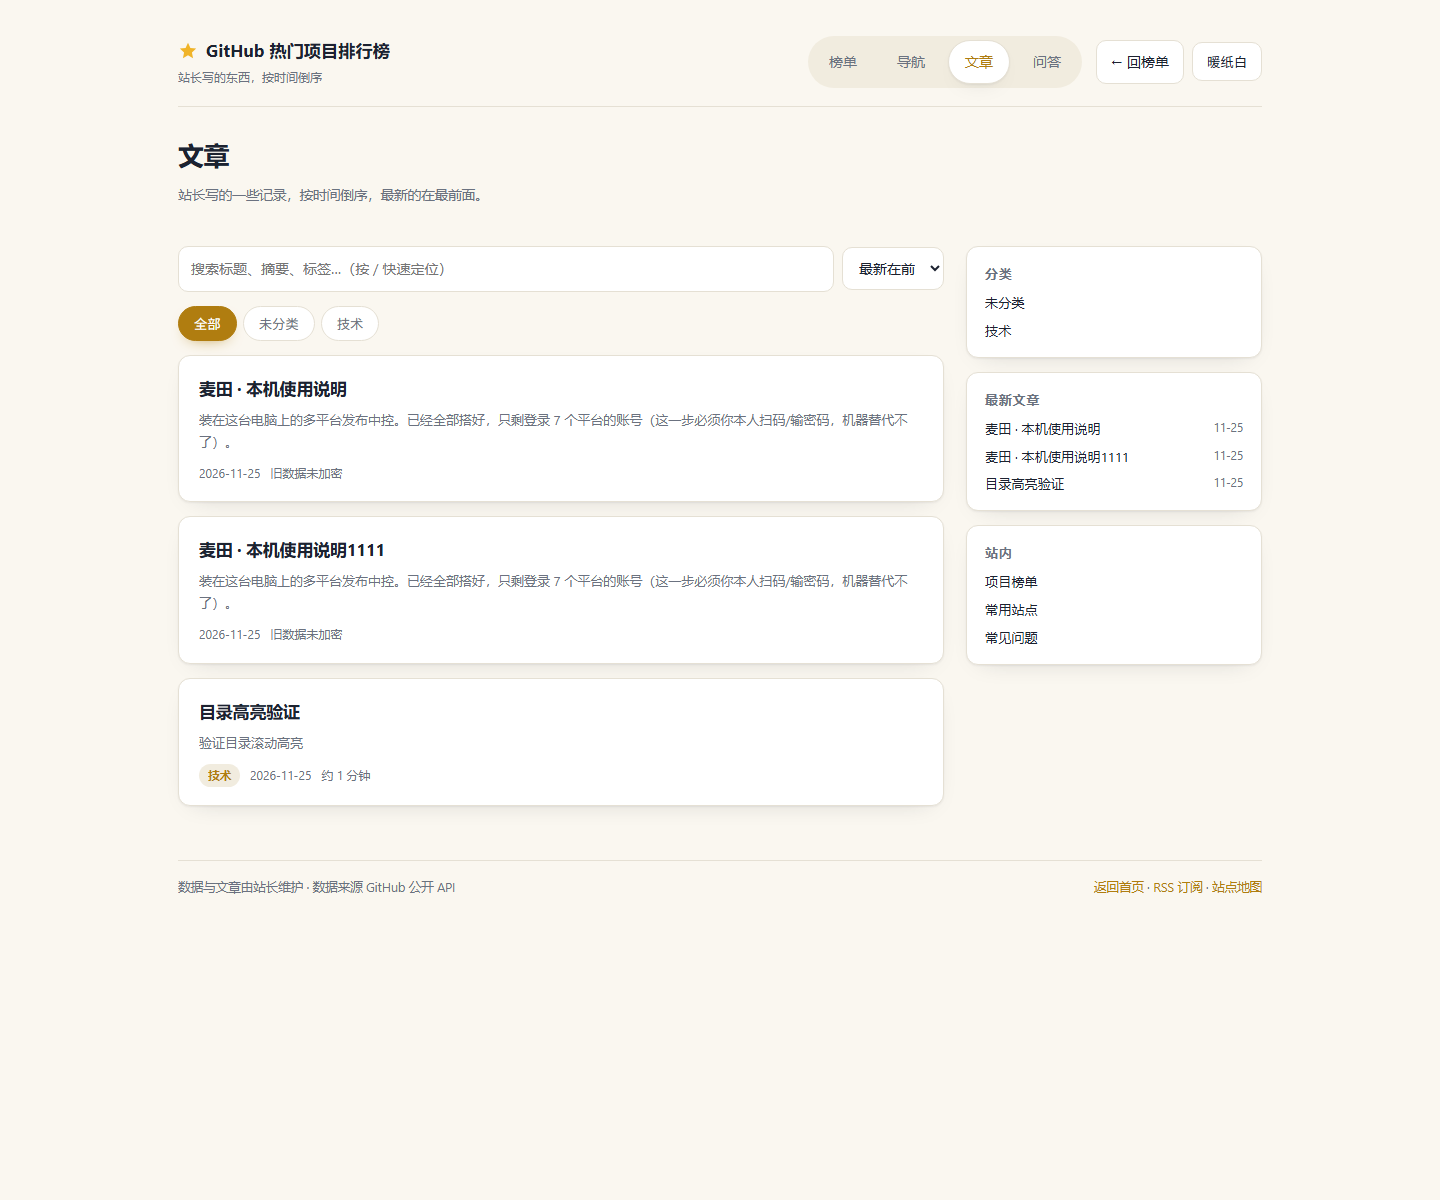 GitHub 热门项目排行榜
站长写的东西，按时间倒序
榜单 导航 文章 问答 ← 回榜单 暖纸白
文章
站长写的一些记录，按时间倒序，最新的在最前面。
搜索标题、摘要、标签...（按 / 快速定位） 最新在前
全部 未分类 技术
麦田 · 本机使用说明
装在这台电脑上的多平台发布中控。已经全部搭好，只剩登录 7 个平台的账号（这一步必须你本人扫码/输密码，机器替代不
了）。
2026-11-25 旧数据未加密
麦田 · 本机使用说明1111
装在这台电脑上的多平台发布中控。已经全部搭好，只剩登录 7 个平台的账号（这一步必须你本人扫码/输密码，机器替代不
了）。
2026-11-25 旧数据未加密
目录高亮验证
验证目录滚动高亮
技术 2026-11-25 约 1 分钟
分类
未分类
技术
最新文章
麦田 · 本机使用说明 11-25
麦田 · 本机使用说明1111 11-25
目录高亮验证 11-25
站内
项目榜单
常用站点
常见问题
数据与文章由站长维护 · 数据来源 GitHub 公开 API
返回首页 · RSS 订阅 · 站点地图